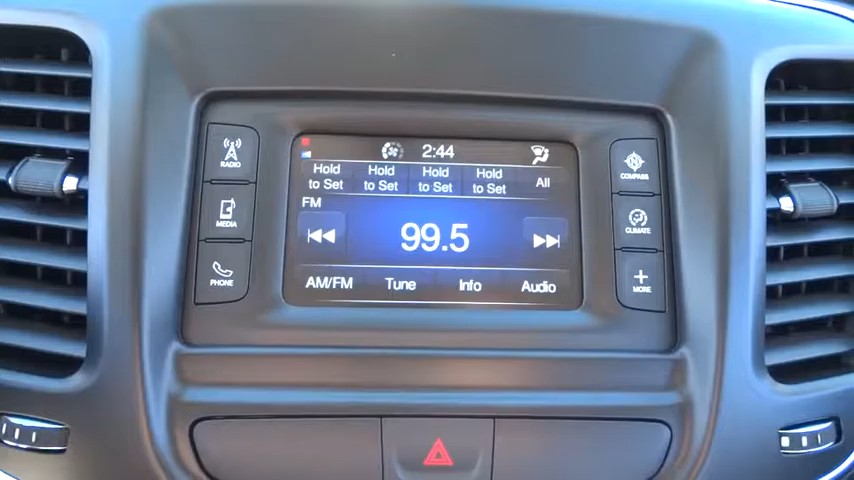 RADIO
MEDIA
PHONE
2:44
Hold to Set
Hold to Set
Hold to Set
Hold to Set
All
FM
99.5
AM/FM Tune Info Audio
COMPASS
CLIMATE
MORE